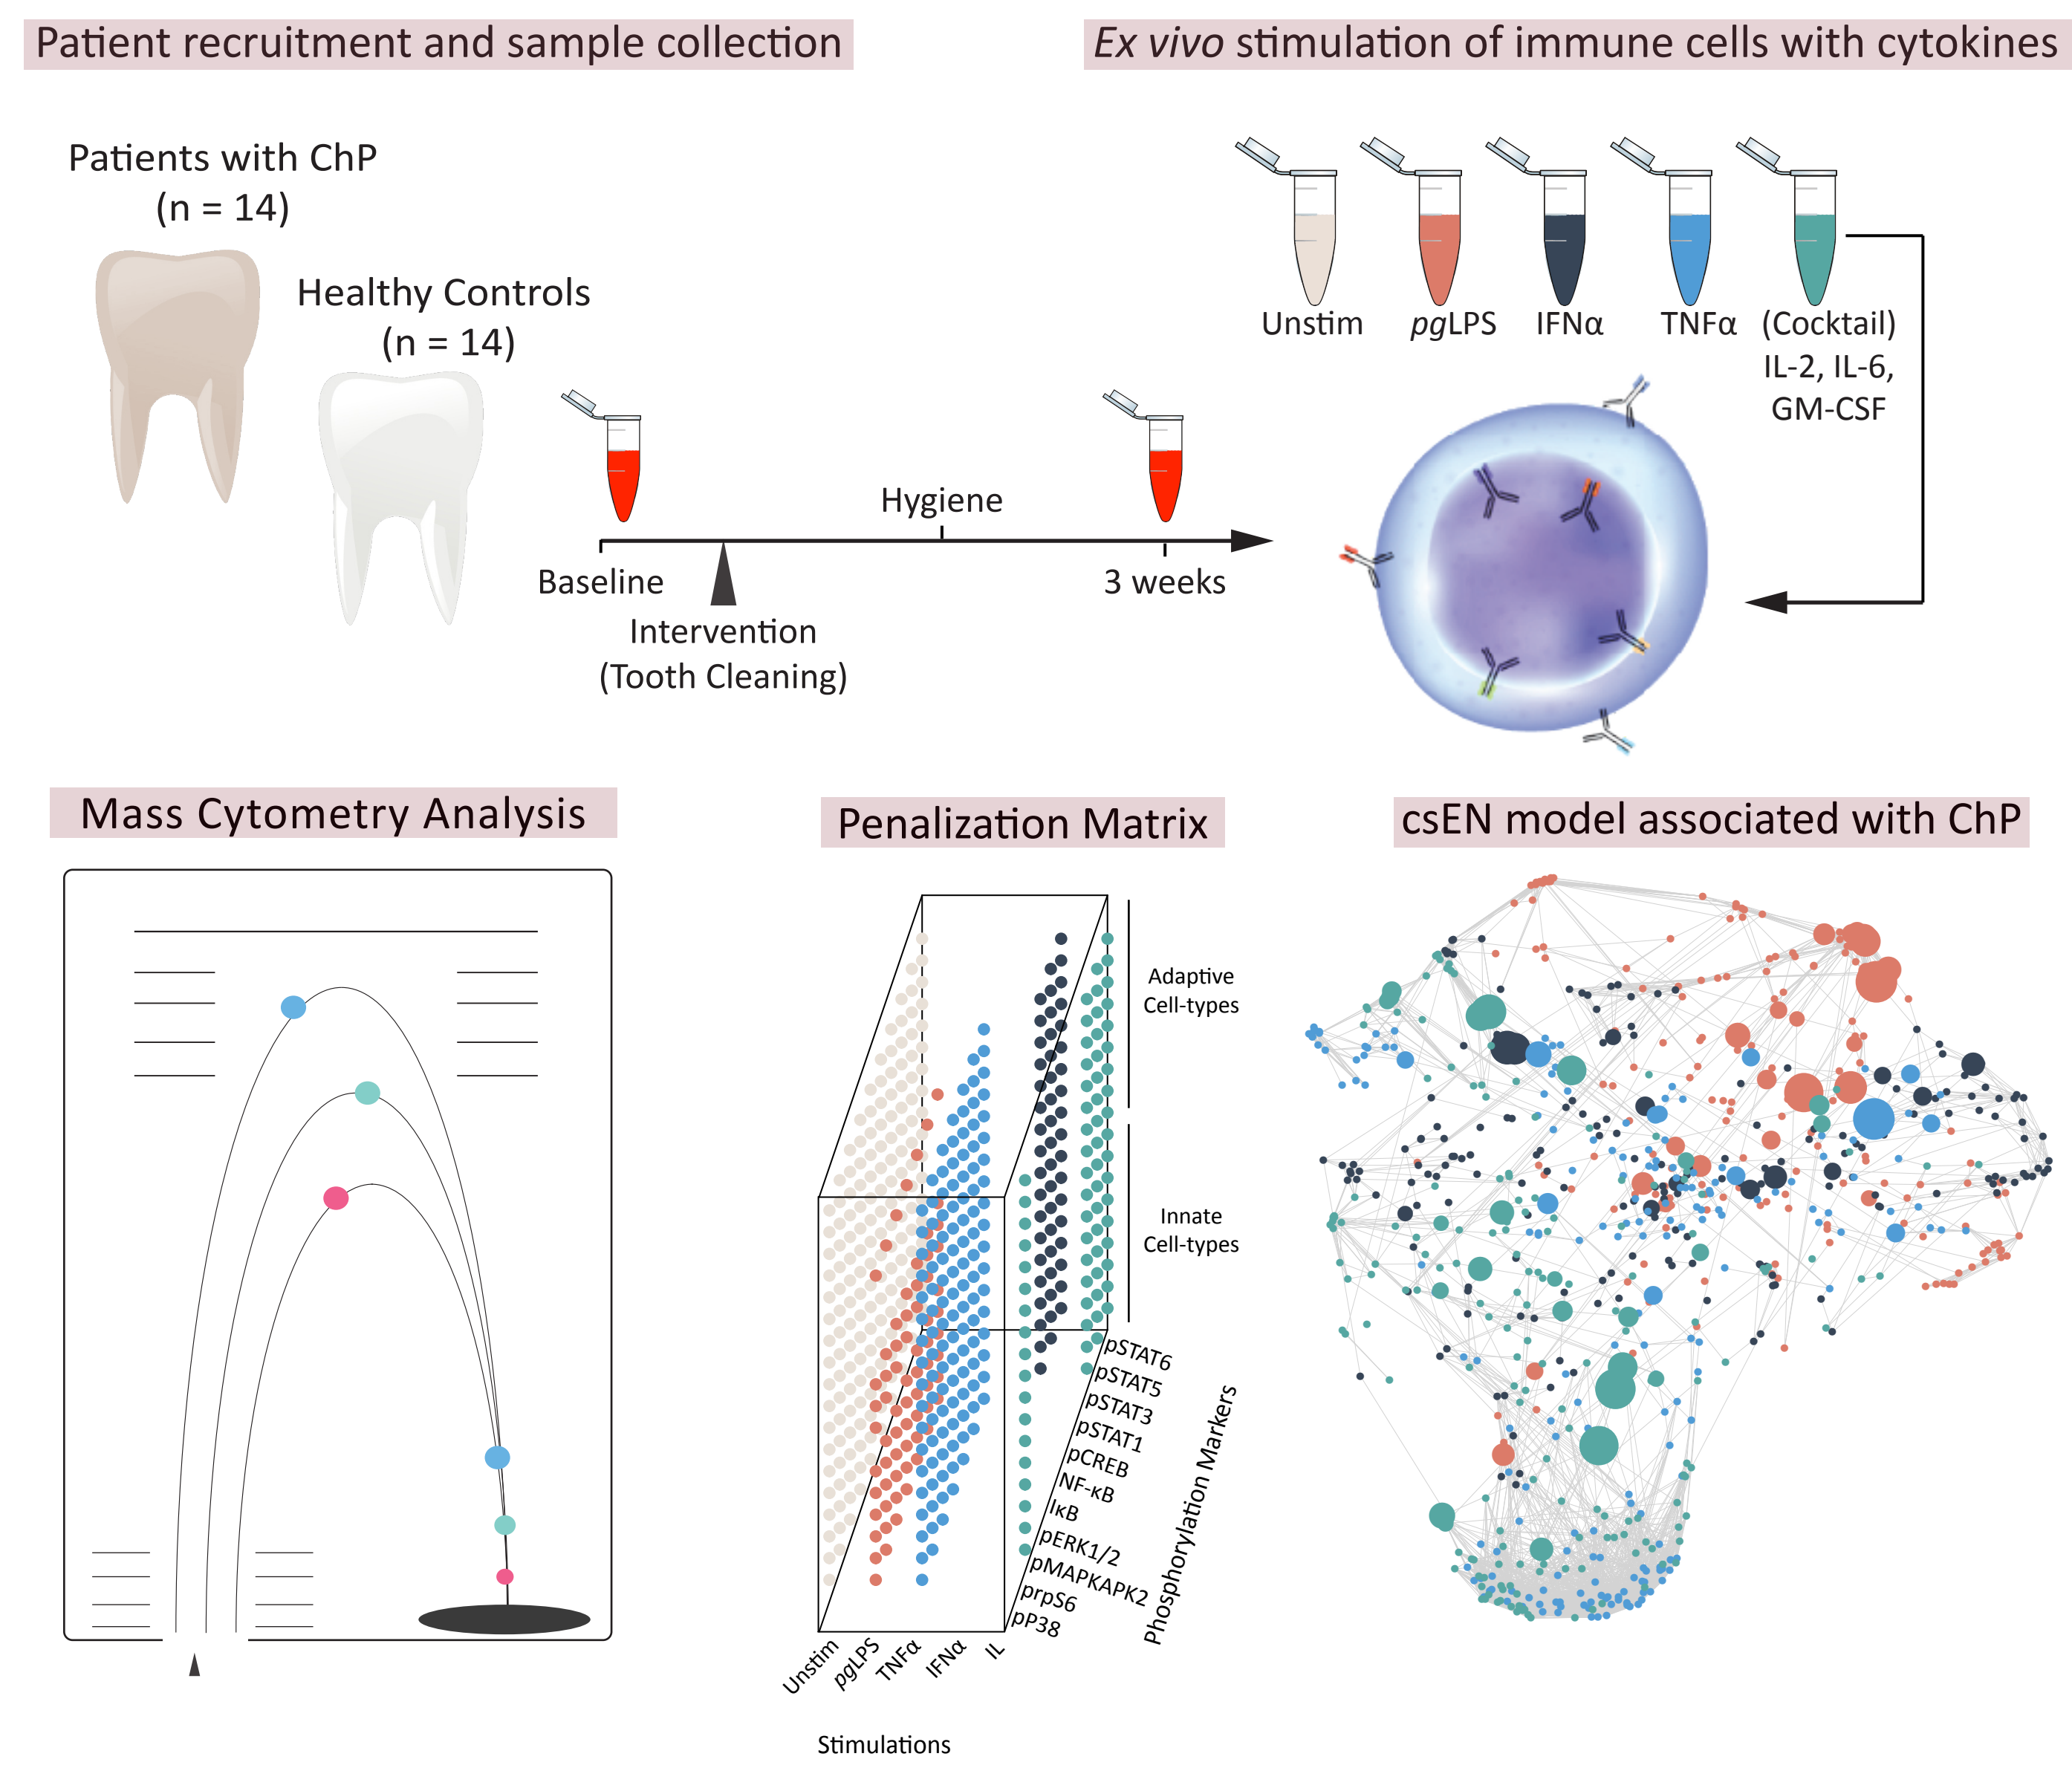 Patient recruitment and sample collection
Ex vivo stimulation of immune cells with cytokines
Patients with ChP
(n = 14)
Healthy Controls
(n = 14)
Baseline
Intervention
(Tooth Cleaning)
Hygiene
3 weeks
Unstim
pgLPS
IFNα
TNFα
(Cocktail)
IL-2, IL-6,
GM-CSF
Mass Cytometry Analysis
Penalization Matrix
csEN model associated with ChP
Adaptive
Cell-types
Innate
Cell-types
pSTAT6
pSTAT5
pSTAT3
pSTAT1
pCREB
NF-κB
IκB
pERK1/2
pMAPKAPK2
prpS6
pP38
Phosphorylation Markers
Unstim
pgLPS
TNFα
IFNα
IL
Stimulations